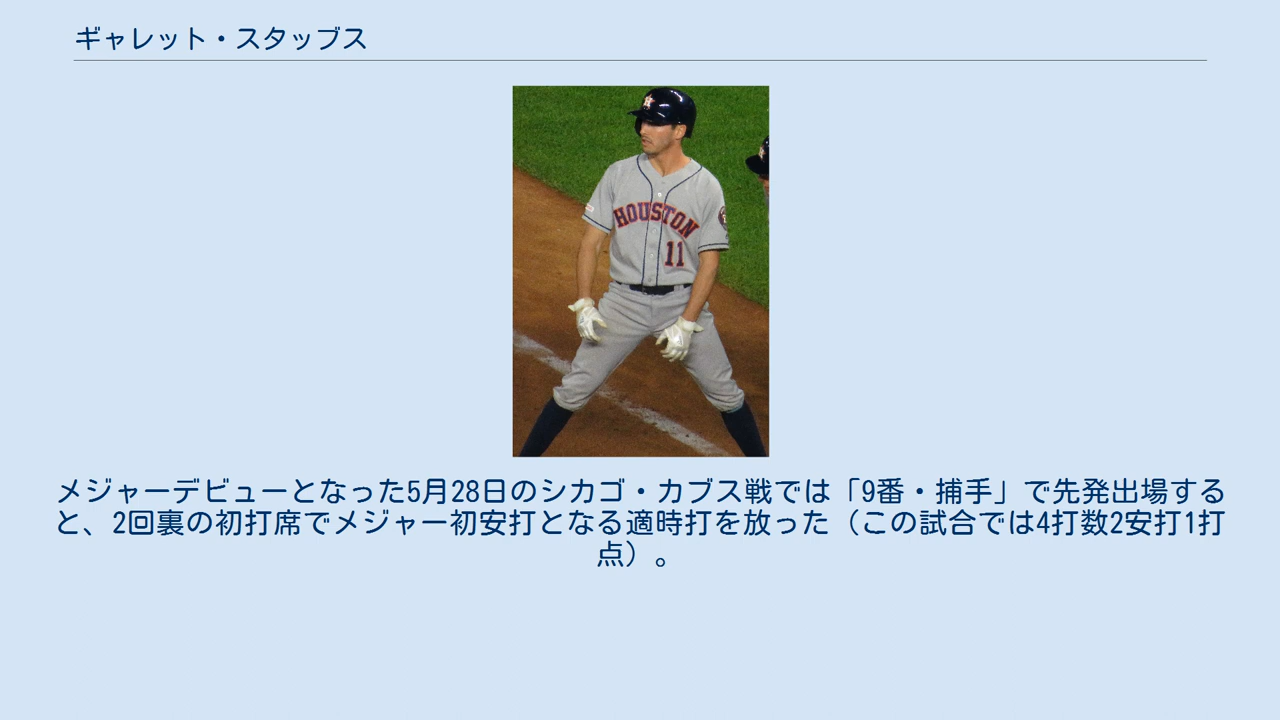 ギャレット・スタッブス
HOUSTON
11
メジャーデビューとなった5月28日のシカゴ・カブス戦では「9番・捕手」で先発出場する
と、2回裏の初打席でメジャー初安打となる適時打を放った（この試合では4打数2安打1打
点）。